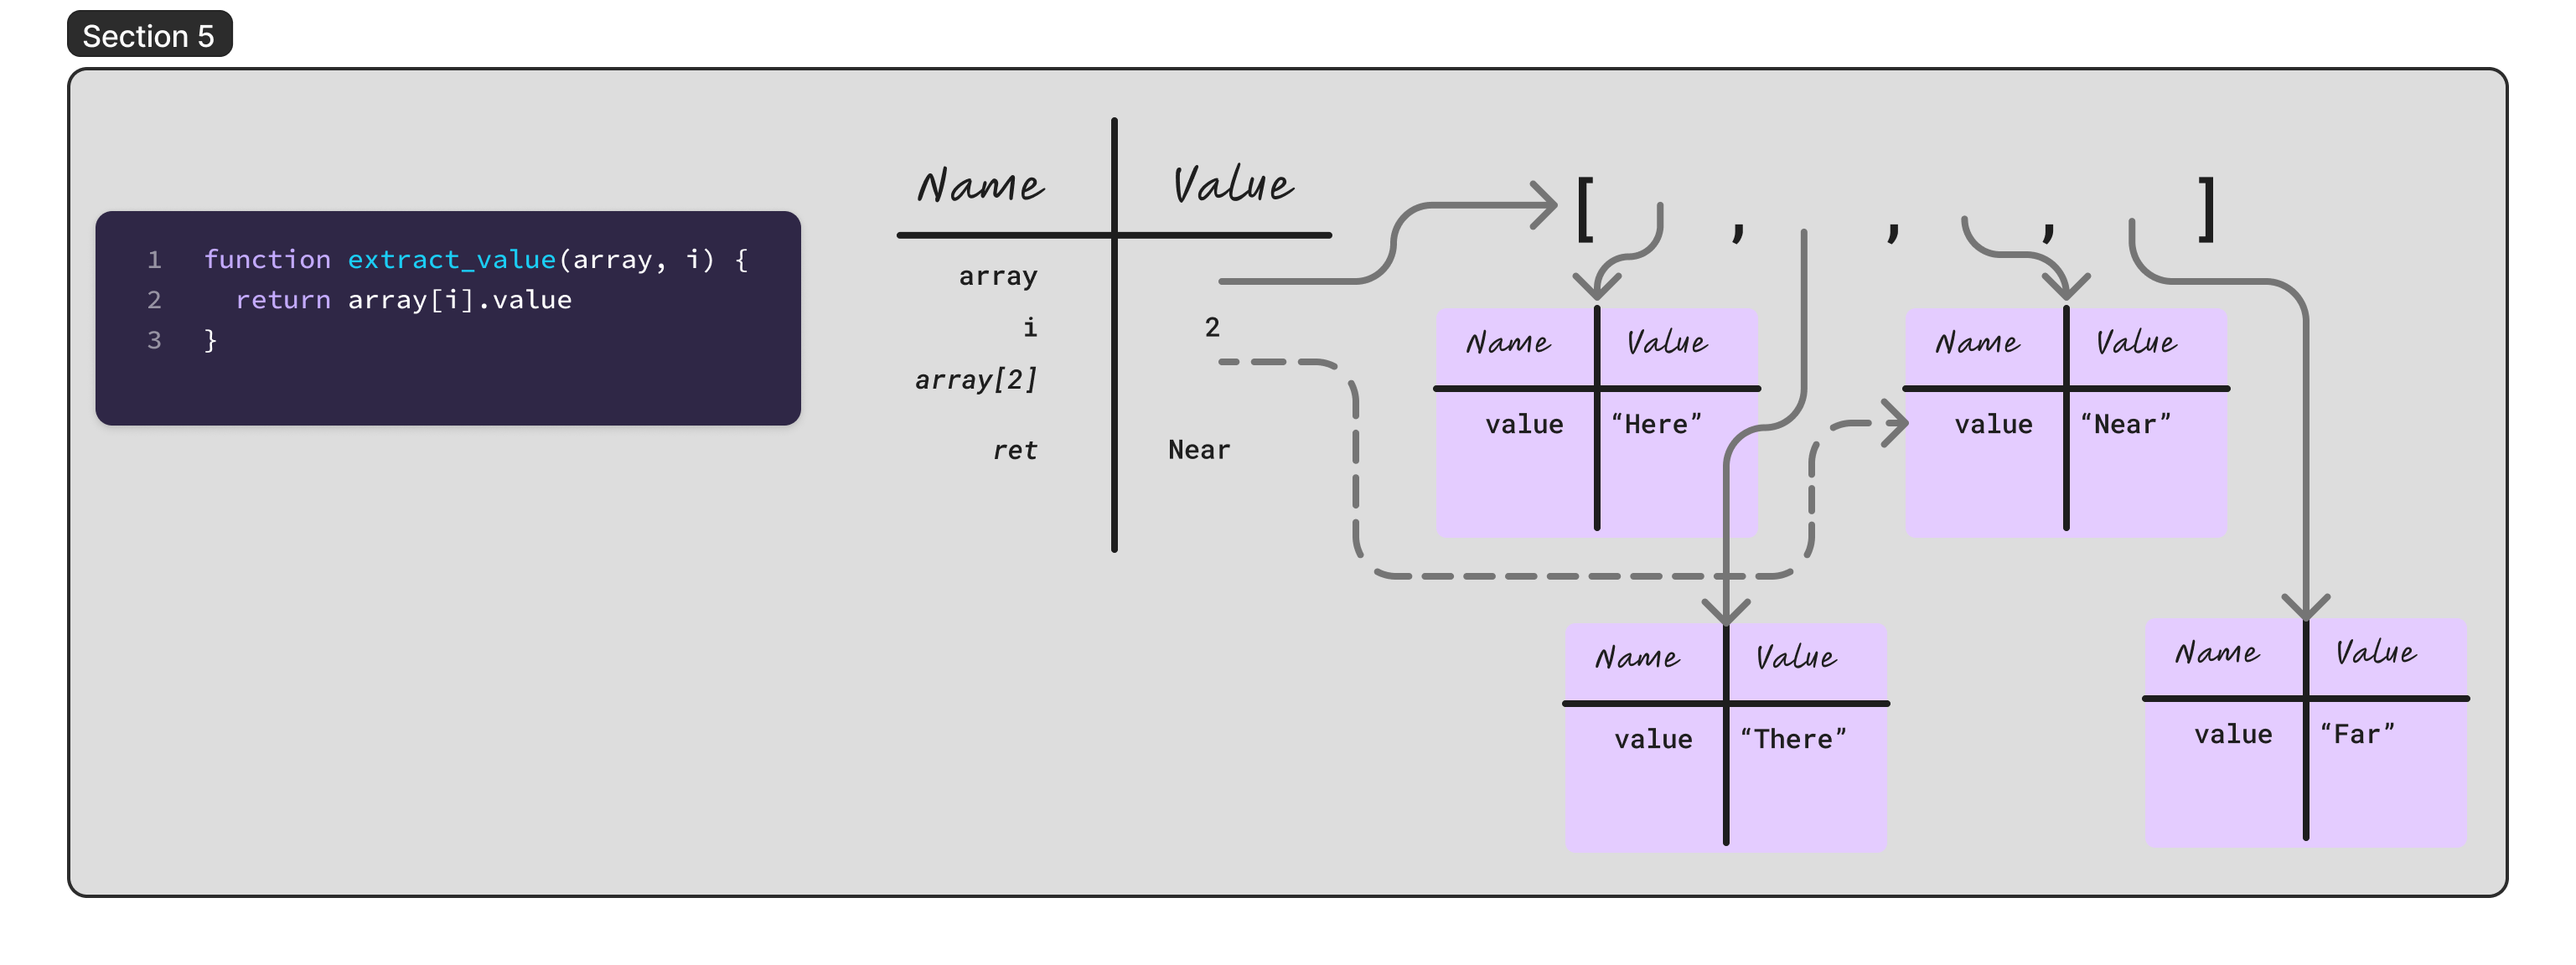 Section 5
1 function extract_value(array, i) {
2 return array[i].value
3 }
Name Value
array
i 2
array[2]
ret Near
[ , , , ]
Name Value
value “Here”
Name Value
value “Near”
Name Value
value “There”
Name Value
value “Far”